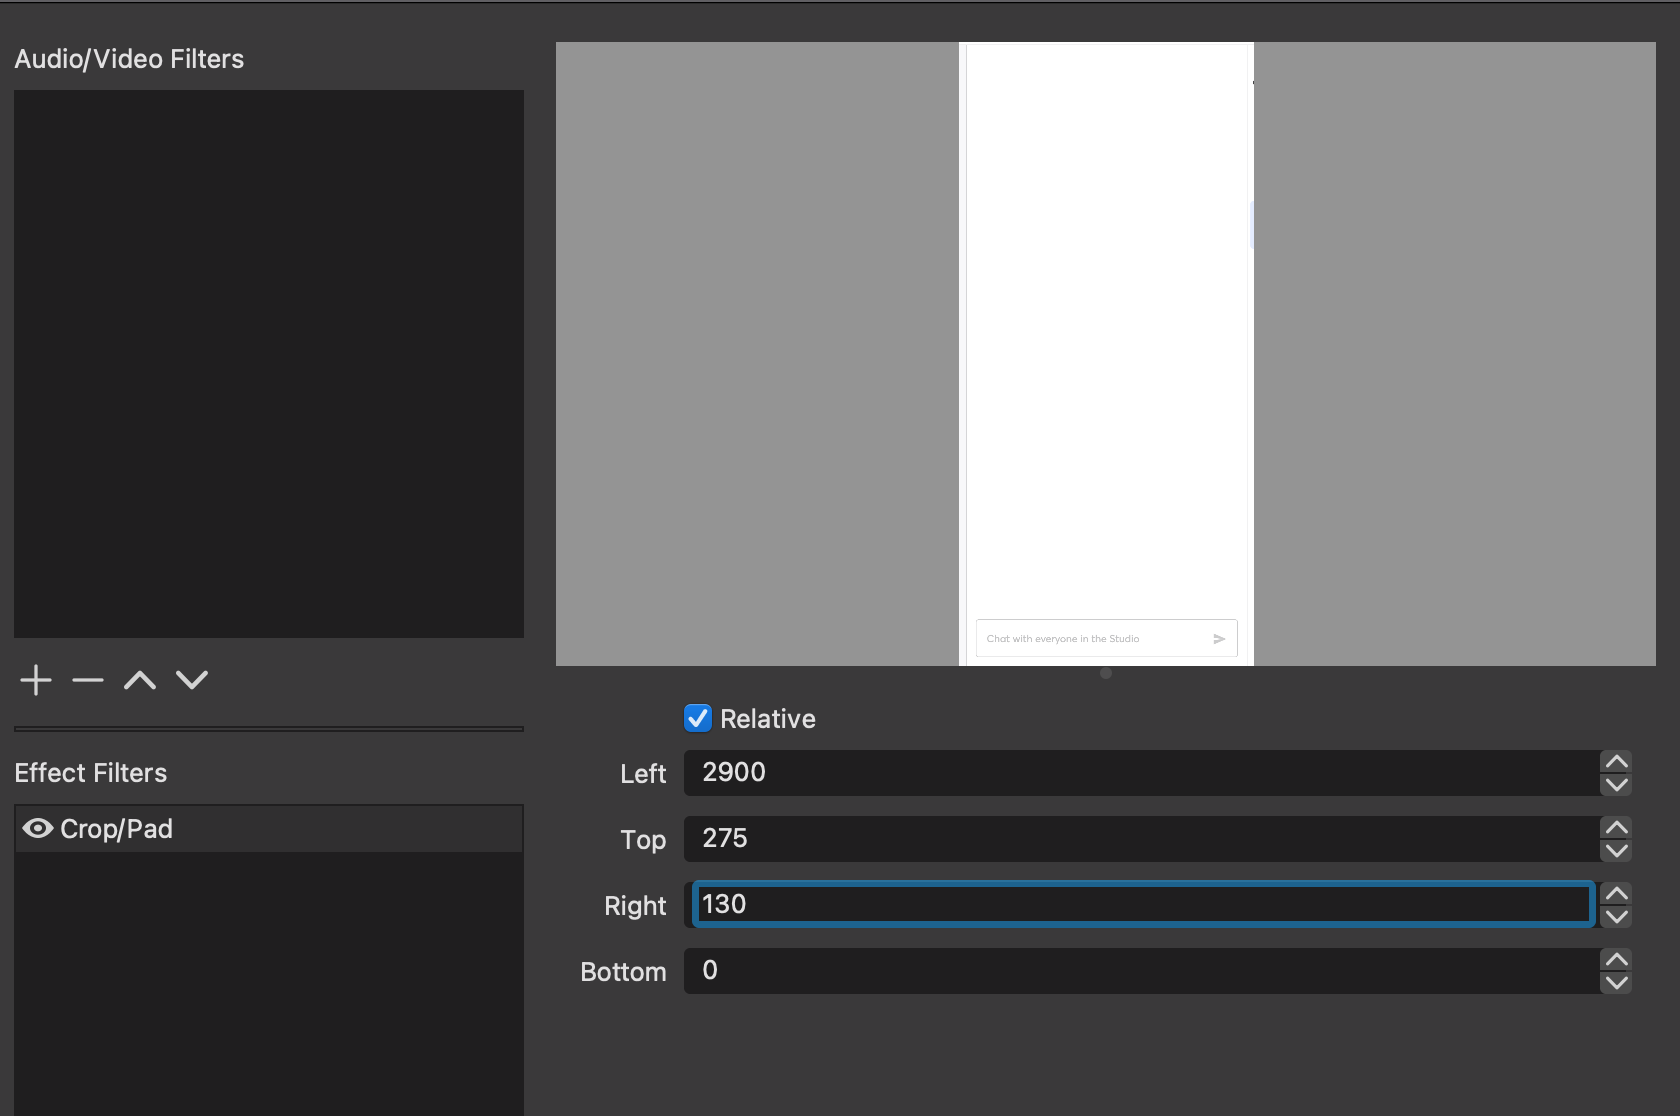 Audio/Video Filters
Chat with everyone in the Studio
Relative
Left 2900
Top 275
Right 130
Bottom 0
Effect Filters
Crop/Pad